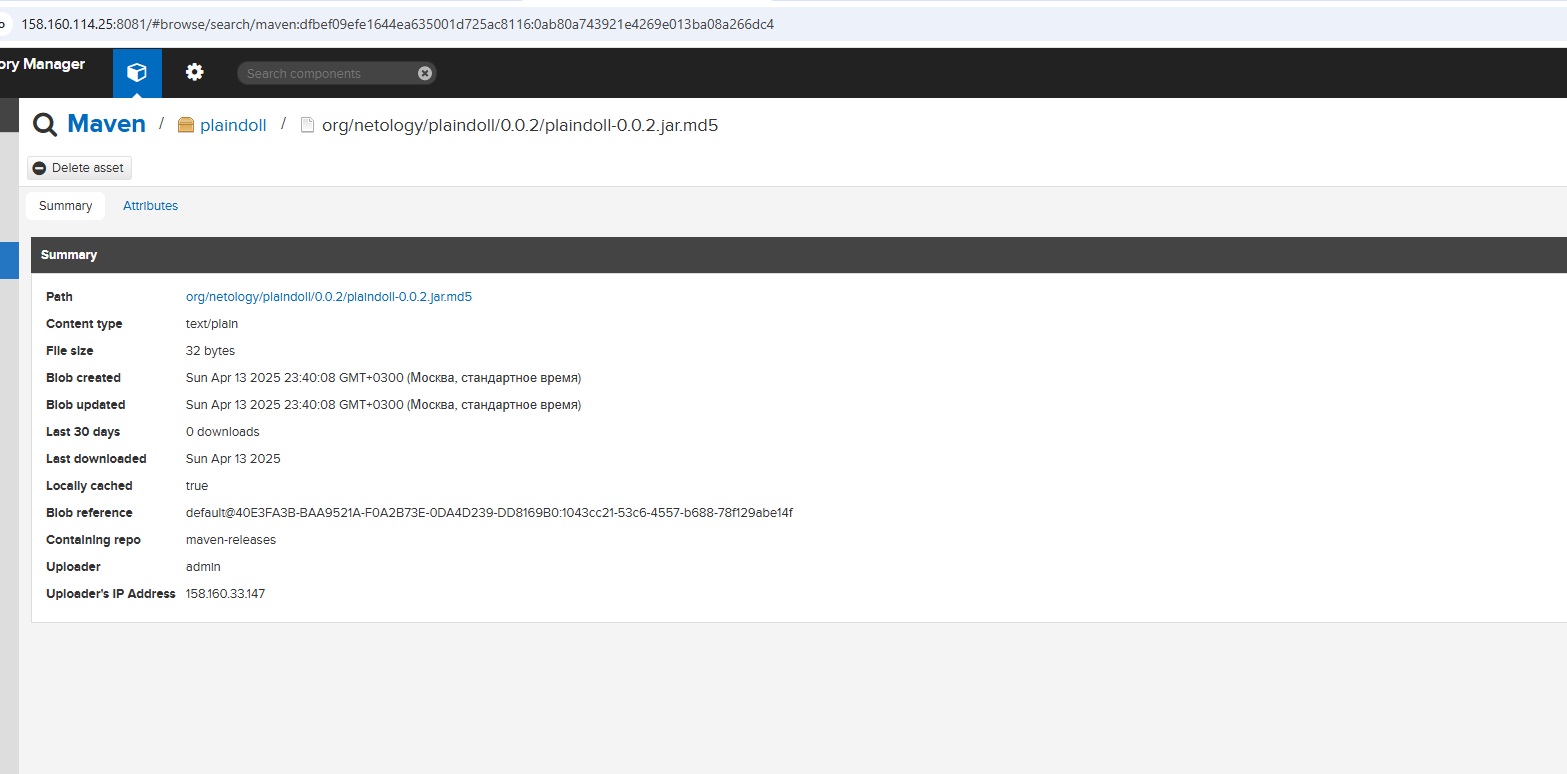 158.160.114.25:8081/#browse/search/maven:dfbef09efe1644ea635001d725ac8116:0ab80a743921e4269e013ba08a266dc4
ory Manager
Search components
Maven / plaindoll / org/netology/plaindoll/0.0.2/plaindoll-0.0.2.jar.md5
Delete asset
Summary Attributes
Summary
Path org/netology/plaindoll/0.0.2/plaindoll-0.0.2.jar.md5
Content type text/plain
File size 32 bytes
Blob created Sun Apr 13 2025 23:40:08 GMT+0300 (Москва, стандартное время)
Blob updated Sun Apr 13 2025 23:40:08 GMT+0300 (Москва, стандартное время)
Last 30 days 0 downloads
Last downloaded Sun Apr 13 2025
Locally cached true
Blob reference default@40E3FA3B-BAA9521A-F0A2B73E-0DA4D239-DD8169B0:1043cc21-53c6-4557-b688-78f129abe14f
Containing repo maven-releases
Uploader admin
Uploader's IP Address 158.160.33.147